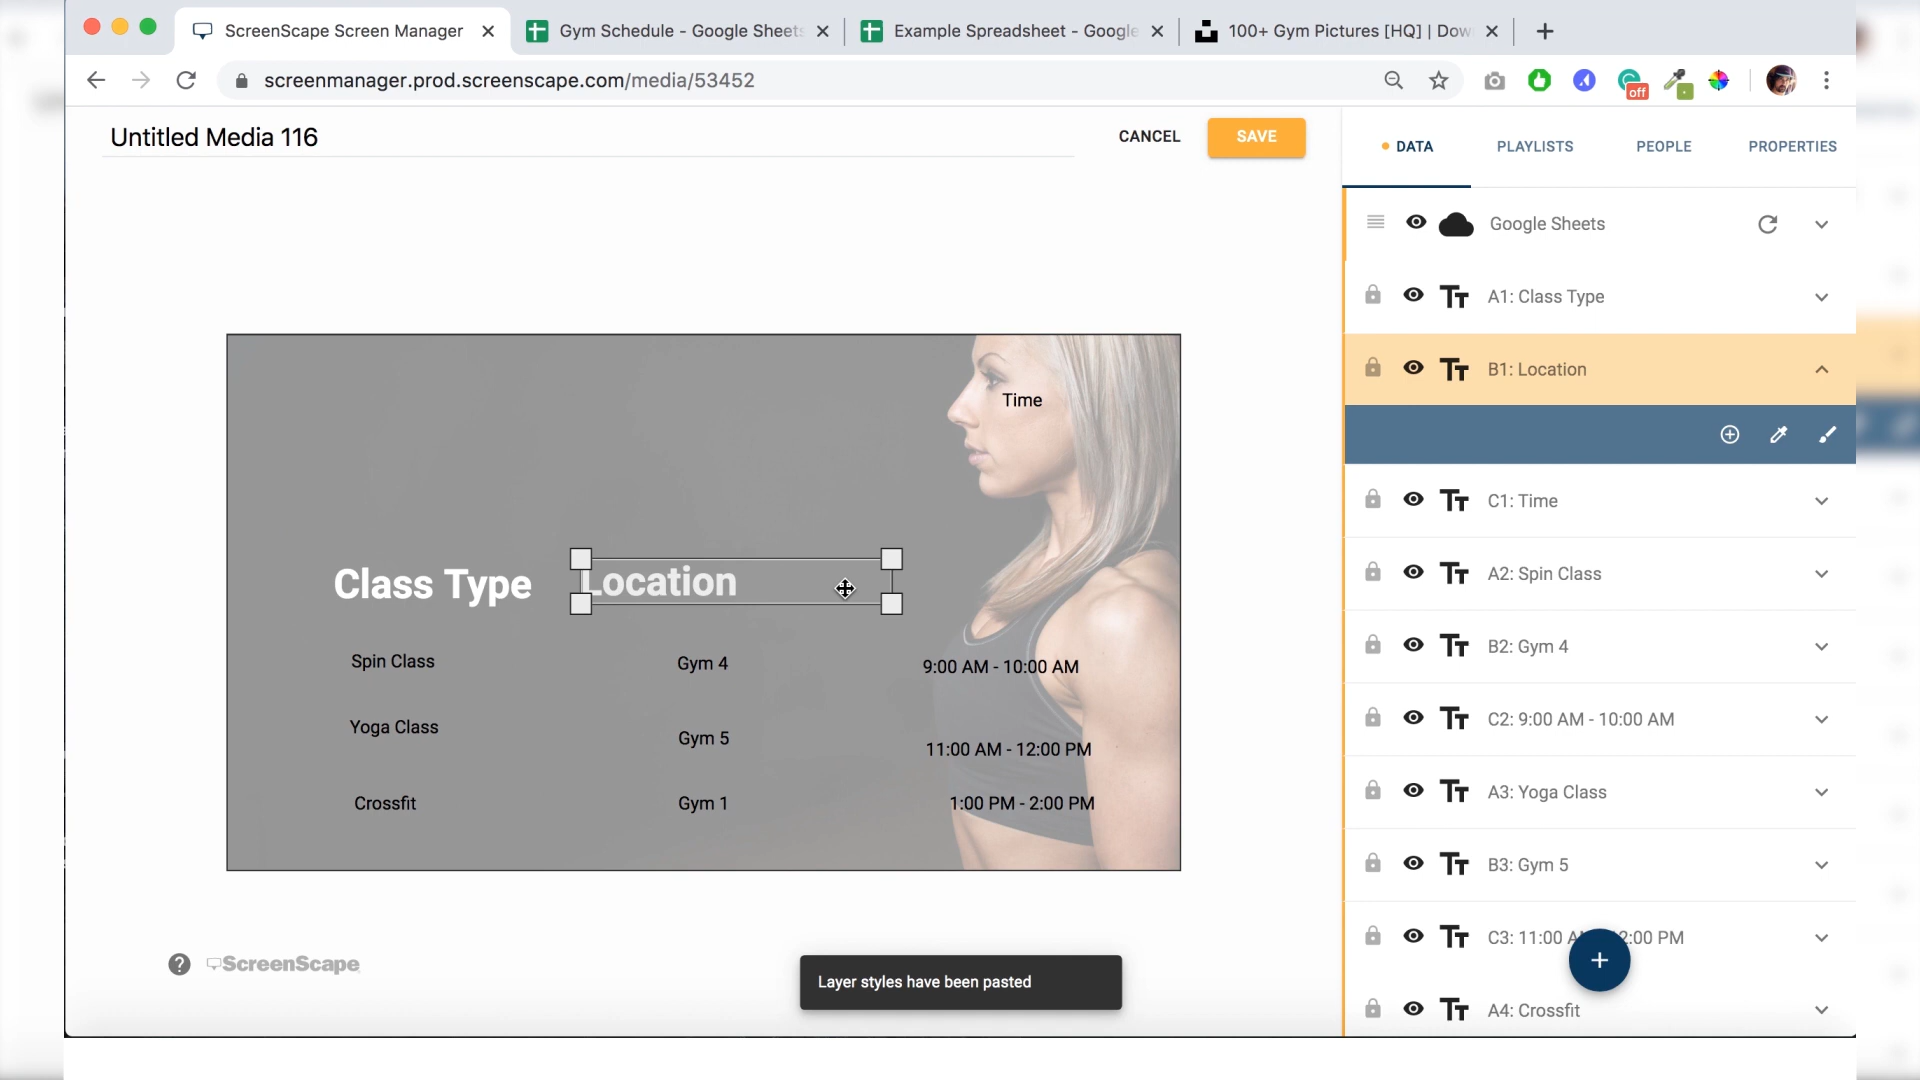 ScreenScape Screen Manager
Gym Schedule - Google Sheets
Example Spreadsheet - Google
100+ Gym Pictures [HQ] | Dow
screenmanager.prod.screenscape.com/media/53452
off
Untitled Media 116
CANCEL
SAVE
DATA
PLAYLISTS
PEOPLE
PROPERTIES
Google Sheets
A1: Class Type
B1: Location
C1: Time
A2: Spin Class
B2: Gym 4
C2: 9:00 AM - 10:00 AM
A3: Yoga Class
B3: Gym 5
C3: 11:00 A 2:00 PM
A4: Crossfit
Time
Class Type
Location
Spin Class
Gym 4
9:00 AM - 10:00 AM
Yoga Class
Gym 5
11:00 AM - 12:00 PM
Crossfit
Gym 1
1:00 PM - 2:00 PM
ScreenScape
Layer styles have been pasted